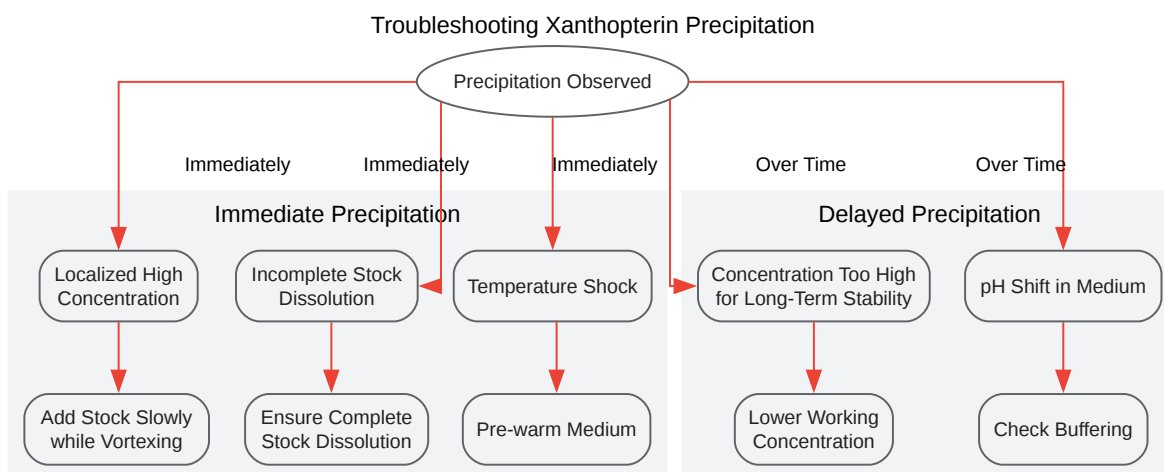 Troubleshooting Xanthopterin Precipitation
Precipitation Observed
Immediately
Immediately
Immediately
Over Time
Over Time
Immediate Precipitation
Delayed Precipitation
Localized High
Concentration
Incomplete Stock
Dissolution
Temperature Shock
Concentration Too High
for Long-Term Stability
pH Shift in Medium
Add Stock Slowly
while Vortexing
Ensure Complete
Stock Dissolution
Pre-warm Medium
Lower Working
Concentration
Check Buffering